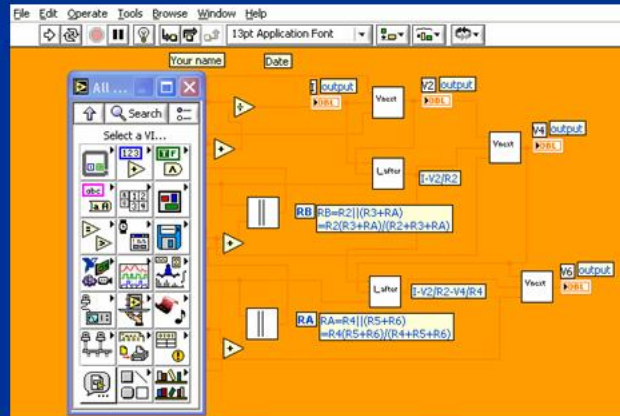 File Edit Operate Tools Browse Window Help
13pt Application Font
Your name
Date
All ...
Search
Select a VI...
123
abc
a A
I output
DBL
Vnext
V2 output
DBL
V4 output
DBL
Vnext
I_after
I-V2/R2
RB RB=R2||(R3+RA)
=R2(R3+RA)/(R2+R3+RA)
I_after
I-V2/R2-V4/R4
V6 output
DBL
Vnext
RA RA=R4||(R5+R6)
=R4(R5+R6)/(R4+R5+R6)